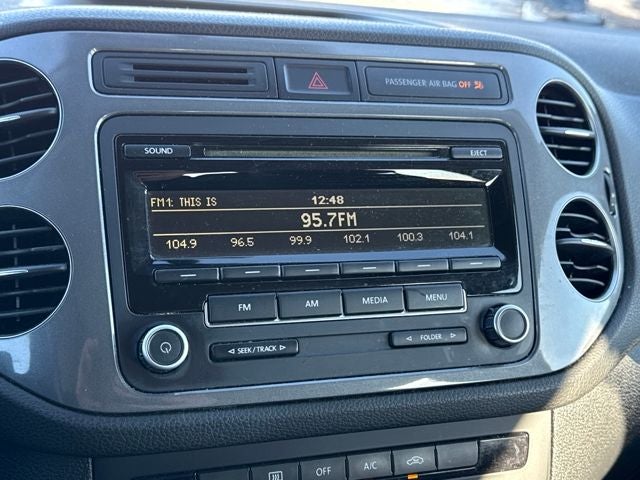 PASSENGER AIR BAG OFF
SOUND
EJECT
FM1: THIS IS
12:48
95.7FM
104.9 96.5 99.9 102.1 100.3 104.1
FM AM MEDIA MENU
SEEK/TRACK
FOLDER
OFF A/C